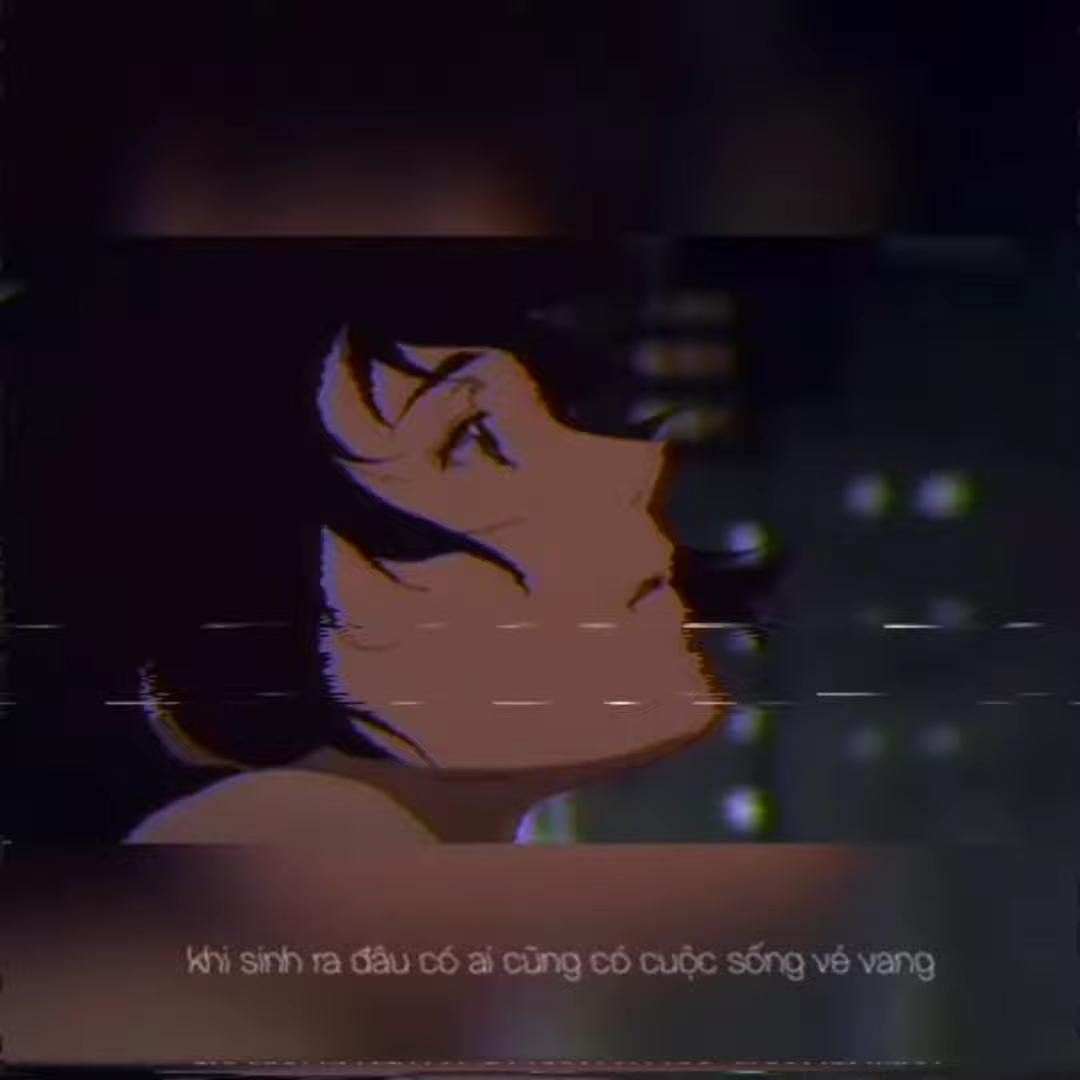 khi sinh ra đâu có ai cũng có cuộc sống vẻ vang